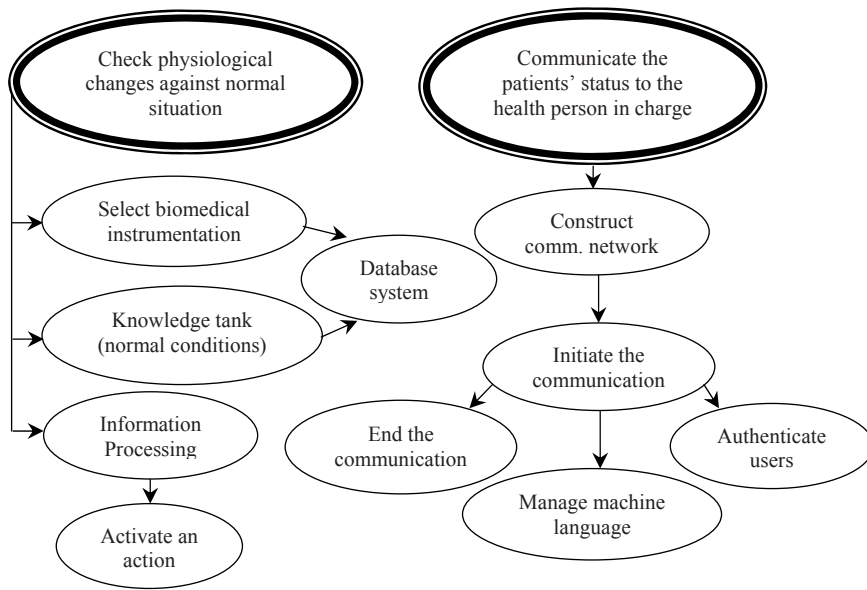 Check physiological
changes against normal
situation
Communicate the
patients’ status to the
health person in charge
Select biomedical
instrumentation
Construct
comm. network
Database
system
Knowledge tank
(normal conditions)
Initiate the
communication
Information
Processing
End the
communication
Authenticate
users
Manage machine
language
Activate an
action